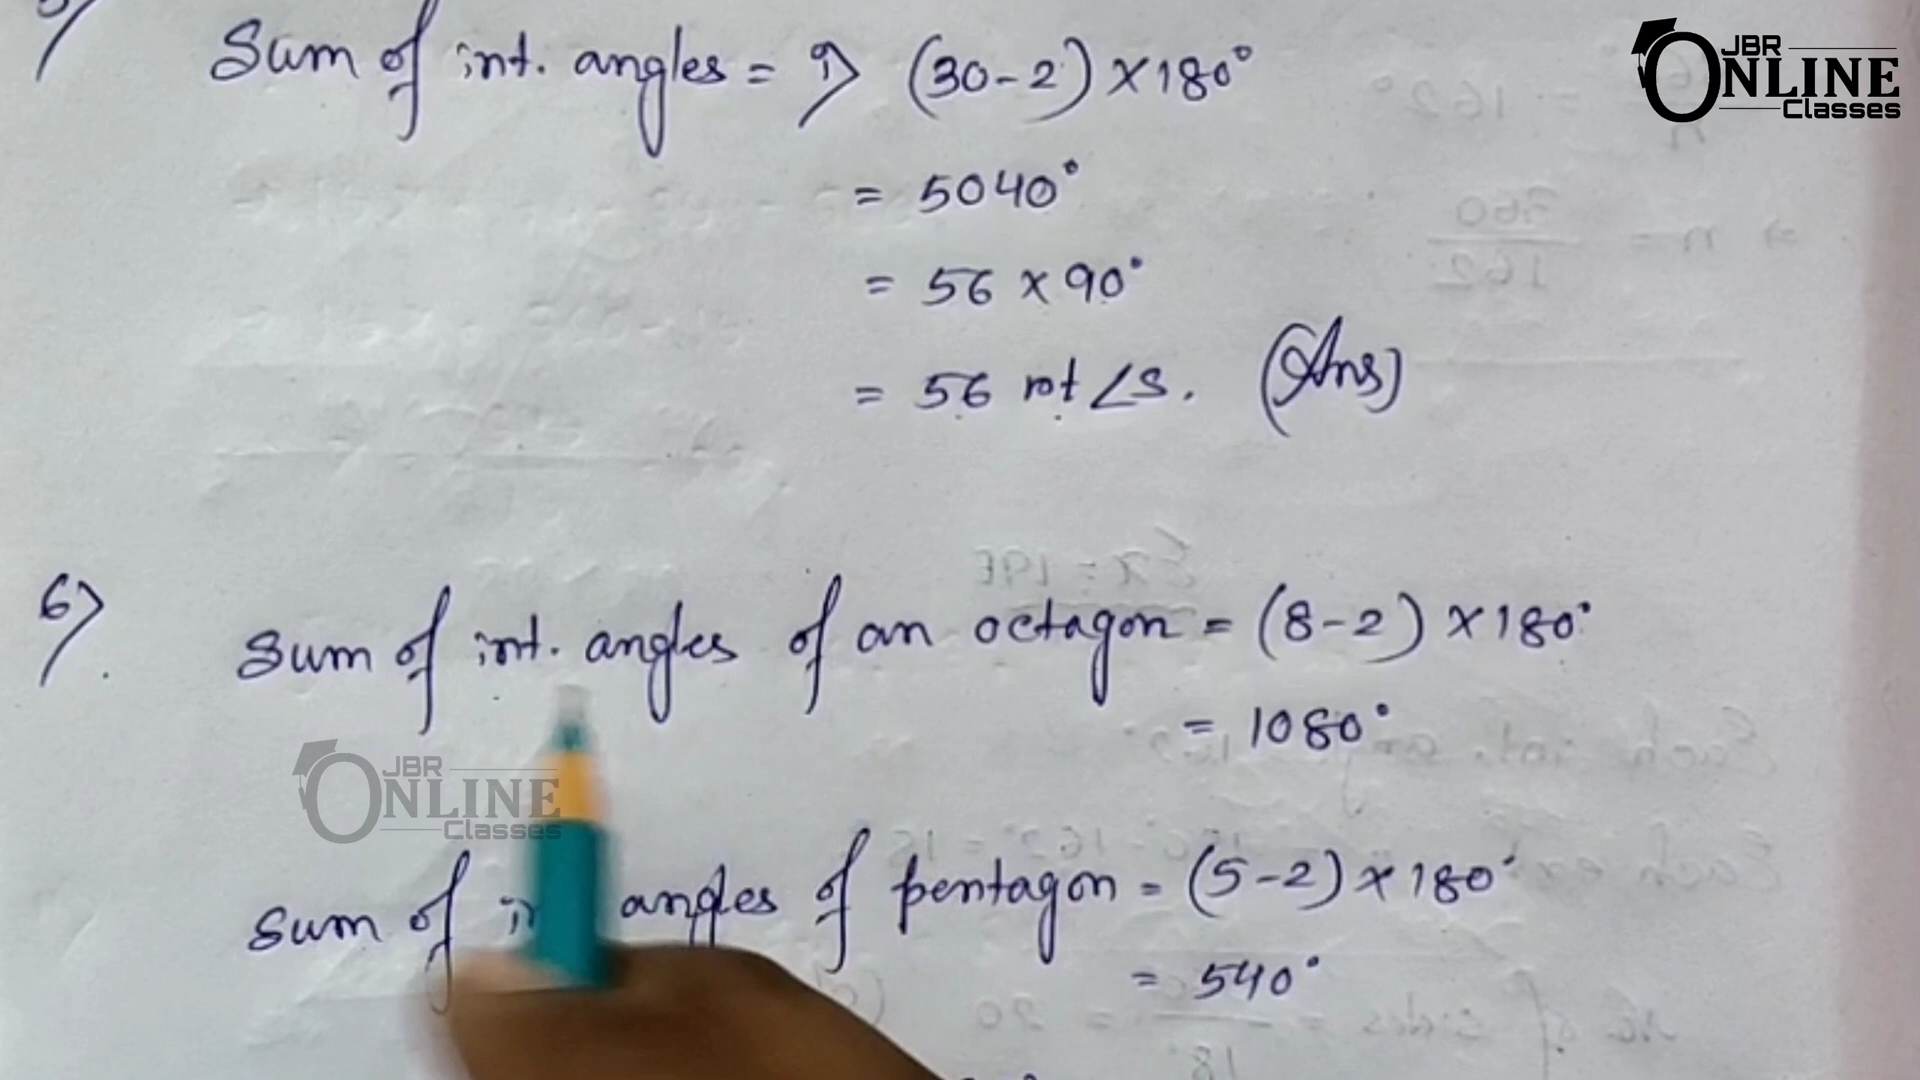 JBR
ONLINE
Classes
Sum of int. angles = i> (30-2) × 180°
= 5040°
= 56 × 90°
= 56 rt ∠S. (Ans)
6>
Sum of int. angles of an octagon = (8-2) × 180°
= 1080°
JBR
ONLINE
Classes
Sum of angles of pentagon = (5-2) × 180°
= 540°